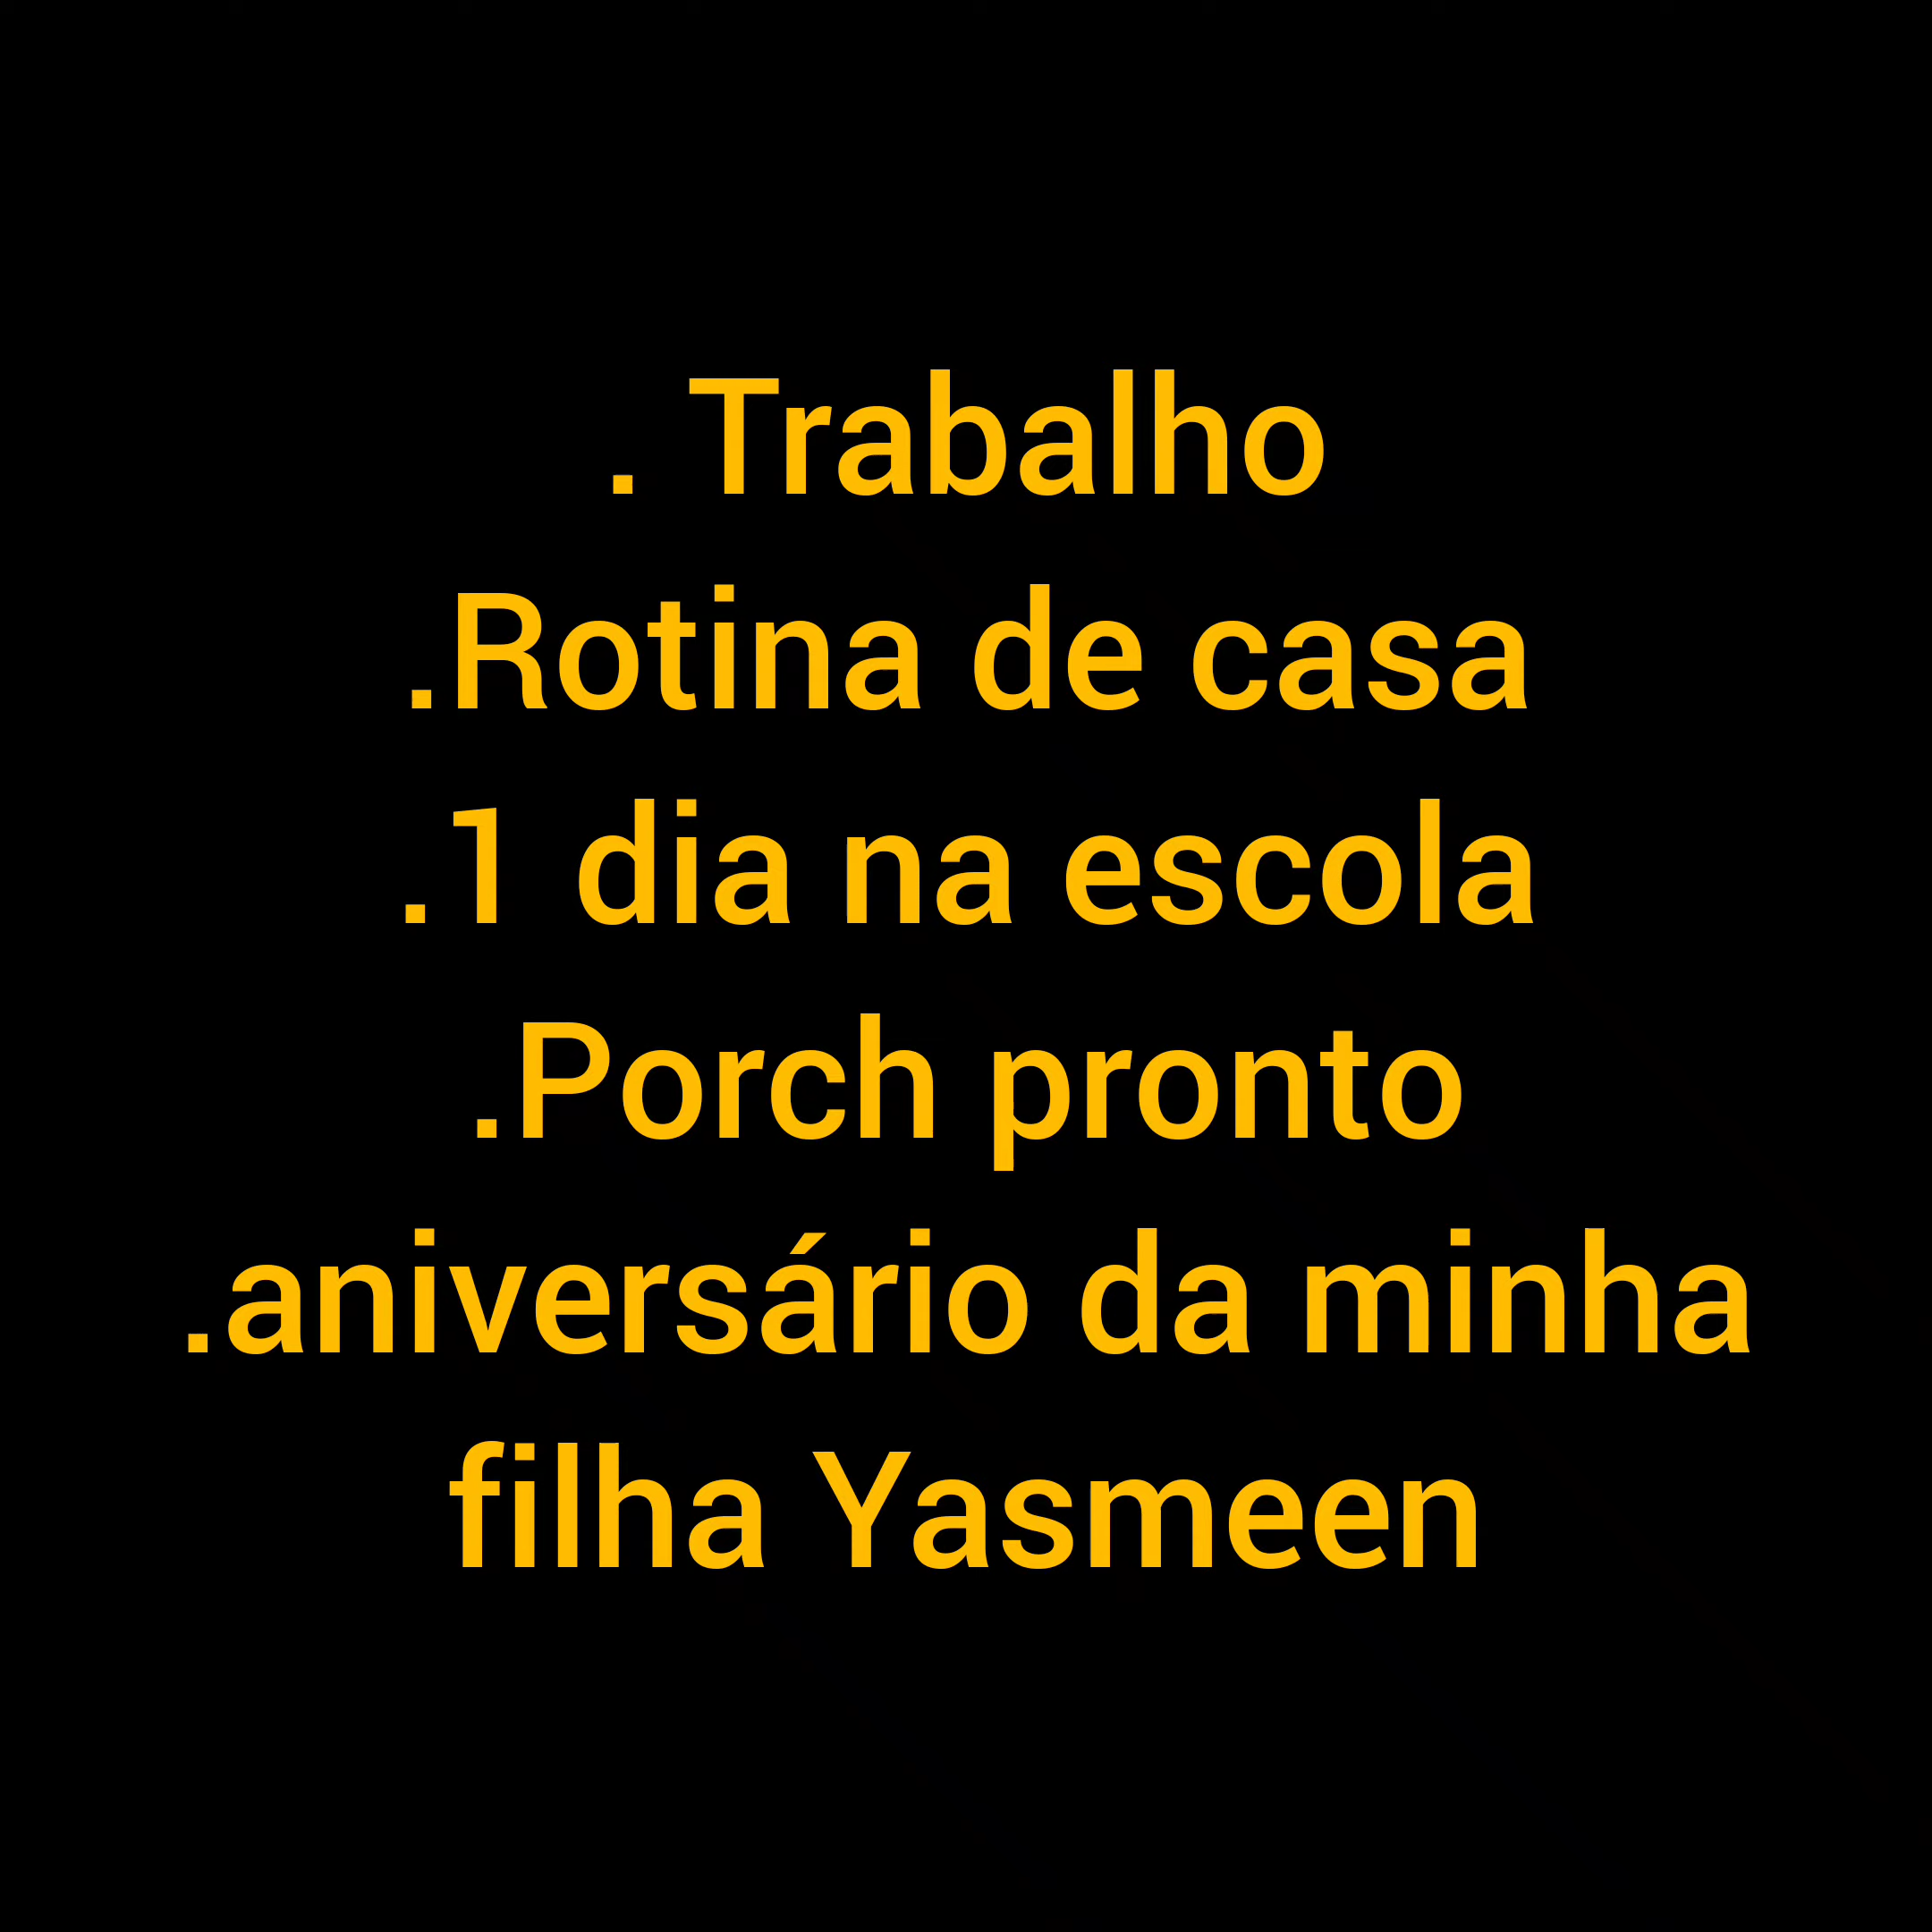 . Trabalho
.Rotina de casa
.1 dia na escola
.Porch pronto
.aniversário da minha
filha Yasmeen